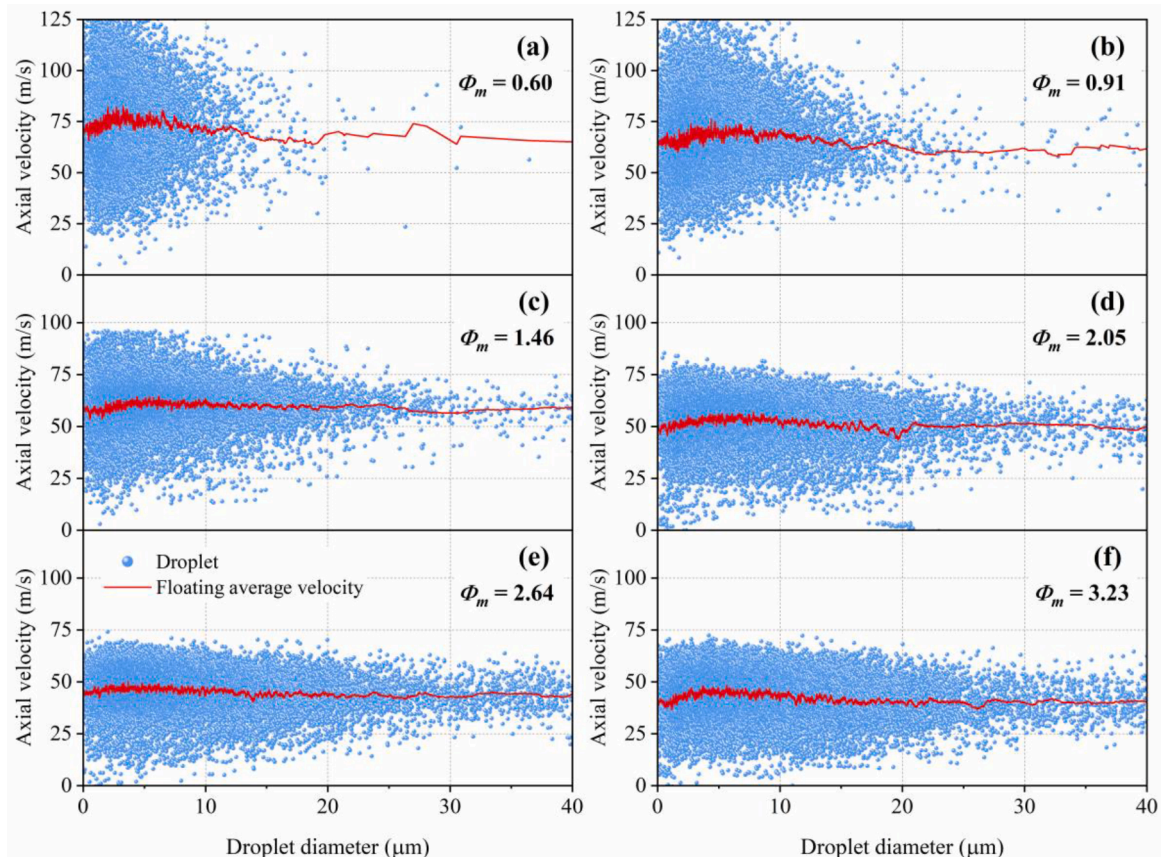 125
100
75
50
25
0
Axial velocity (m/s)
(a)
Φm = 0.60
125
100
75
50
25
0
Axial velocity (m/s)
(b)
Φm = 0.91
100
75
50
25
0
Axial velocity (m/s)
(c)
Φm = 1.46
100
75
50
25
0
Axial velocity (m/s)
(d)
Φm = 2.05
100
75
50
25
0
Axial velocity (m/s)
Droplet
Floating average velocity
(e)
Φm = 2.64
0 10 20 30 40
Droplet diameter (μm)
100
75
50
25
0
Axial velocity (m/s)
(f)
Φm = 3.23
0 10 20 30 40
Droplet diameter (μm)